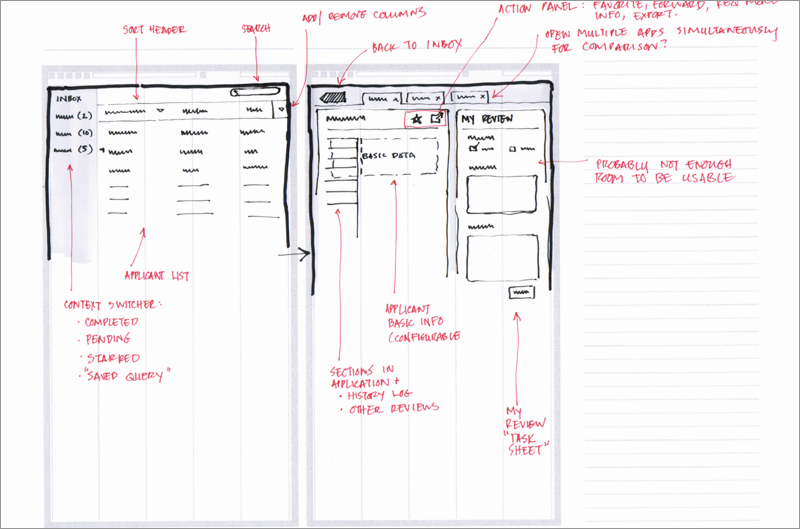 ACTION PANEL: FAVORITE, FORWARD, REQ MORE
INFO, EXPORT.
ADD/REMOVE COLUMNS
SORT HEADER
SEARCH
BACK TO INBOX
OPEN MULTIPLE APPS SIMULTANEOUSLY
FOR COMPARISON?
INBOX
(2)
(10)
(5)
MY REVIEW
BASIC DATA
PROBABLY NOT ENOUGH
ROOM TO BE USABLE
APPLICANT LIST
CONTEXT SWITCHER:
• COMPLETED
• PENDING
• STARRED
• "SAVED QUERY"
APPLICANT
BASIC INFO
(CONFIGURABLE
SECTIONS IN
APPLICATION +
• HISTORY LOG
• OTHER REVIEWS
MY
REVIEW
"TASK
SHEET"